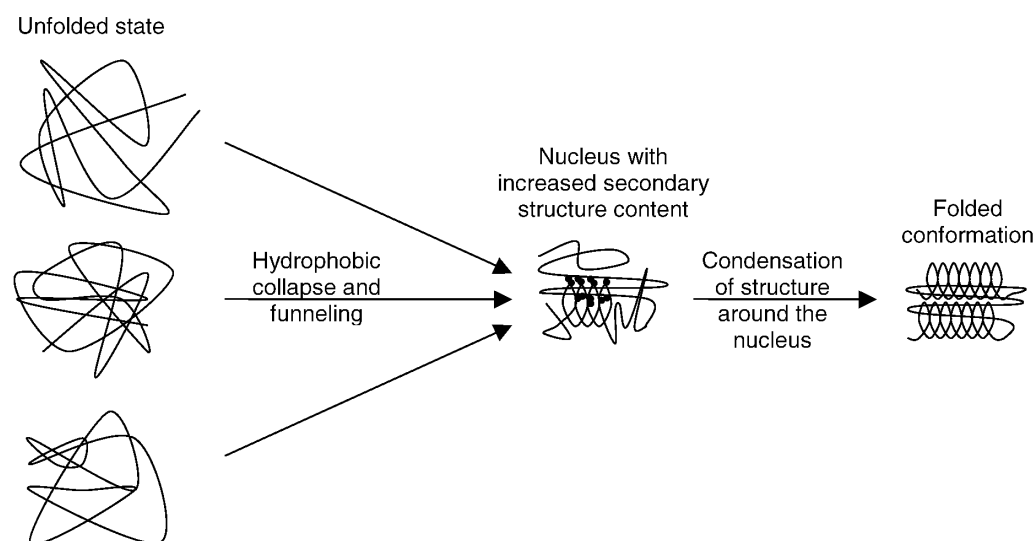 Unfolded state
Hydrophobic
collapse and
funneling
Nucleus with
increased secondary
structure content
Condensation
of structure
around the
nucleus
Folded
conformation